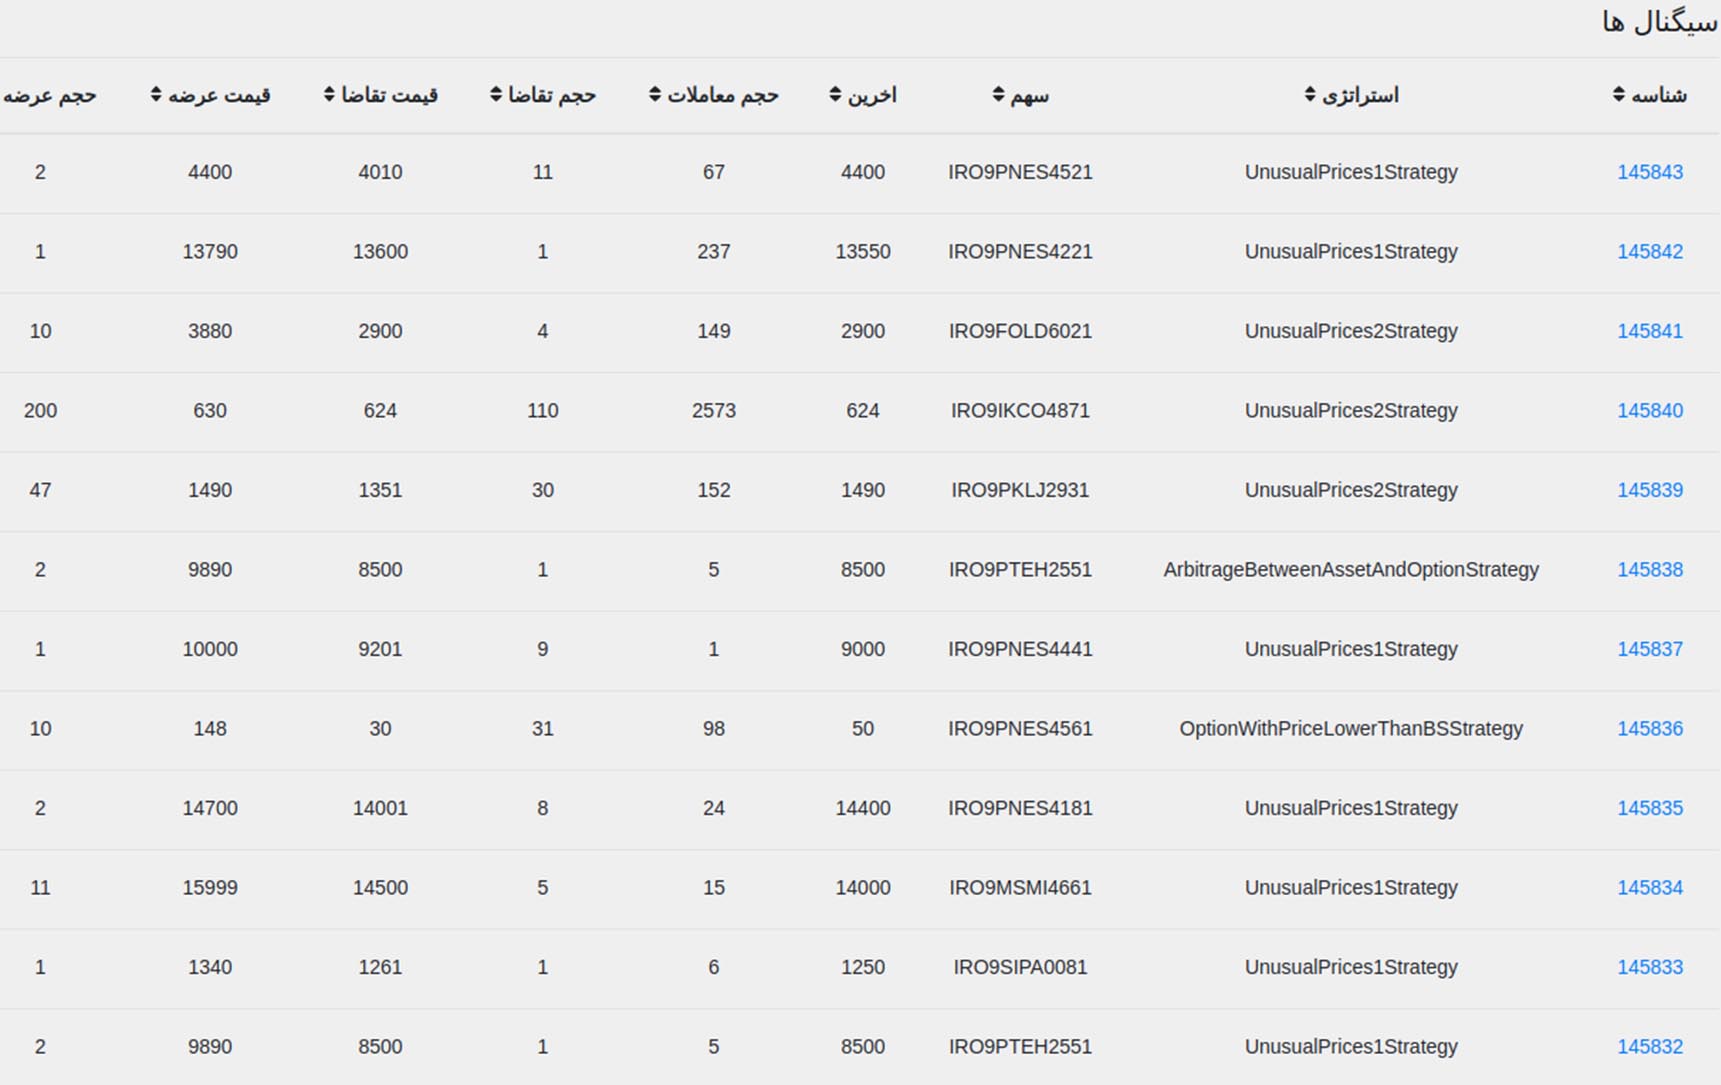 سیگنال ها
شناسه استراتژی سهم اخرین حجم معاملات حجم تقاضا قیمت تقاضا قیمت عرضه حجم عرضه
145843 UnusualPrices1Strategy IRO9PNES4521 4400 67 11 4010 4400 2
145842 UnusualPrices1Strategy IRO9PNES4221 13550 237 1 13600 13790 1
145841 UnusualPrices2Strategy IRO9FOLD6021 2900 149 4 2900 3880 10
145840 UnusualPrices2Strategy IRO9IKCO4871 624 2573 110 624 630 200
145839 UnusualPrices2Strategy IRO9PKLJ2931 1490 152 30 1351 1490 47
145838 ArbitrageBetweenAssetAndOptionStrategy IRO9PTEH2551 8500 5 1 8500 9890 2
145837 UnusualPrices1Strategy IRO9PNES4441 9000 1 9 9201 10000 1
145836 OptionWithPriceLowerThanBSStrategy IRO9PNES4561 50 98 31 30 148 10
145835 UnusualPrices1Strategy IRO9PNES4181 14400 24 8 14001 14700 2
145834 UnusualPrices1Strategy IRO9MSMI4661 14000 15 5 14500 15999 11
145833 UnusualPrices1Strategy IRO9SIPA0081 1250 6 1 1261 1340 1
145832 UnusualPrices1Strategy IRO9PTEH2551 8500 5 1 8500 9890 2